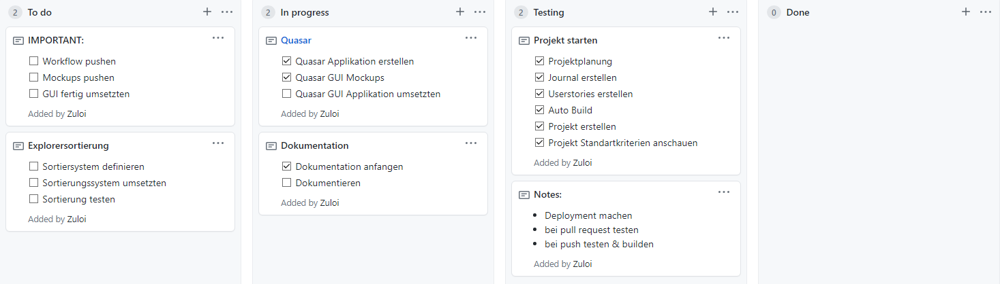 2 To do
IMPORTANT:
Workflow pushen
Mockups pushen
GUI fertig umsetzten
Added by Zuloi
Explorersortierung
Sortiersystem definieren
Sortierungssystem umsetzten
Sortierung testen
Added by Zuloi
2 In progress
Quasar
Quasar Applikation erstellen
Quasar GUI Mockups
Quasar GUI Applikation umsetzten
Added by Zuloi
Dokumentation
Dokumentation anfangen
Dokumentieren
Added by Zuloi
2 Testing
Projekt starten
Projektplanung
Journal erstellen
Userstories erstellen
Auto Build
Projekt erstellen
Projekt Standartkriterien anschauen
Added by Zuloi
Notes:
Deployment machen
bei pull request testen
bei push testen & builden
Added by Zuloi
0 Done